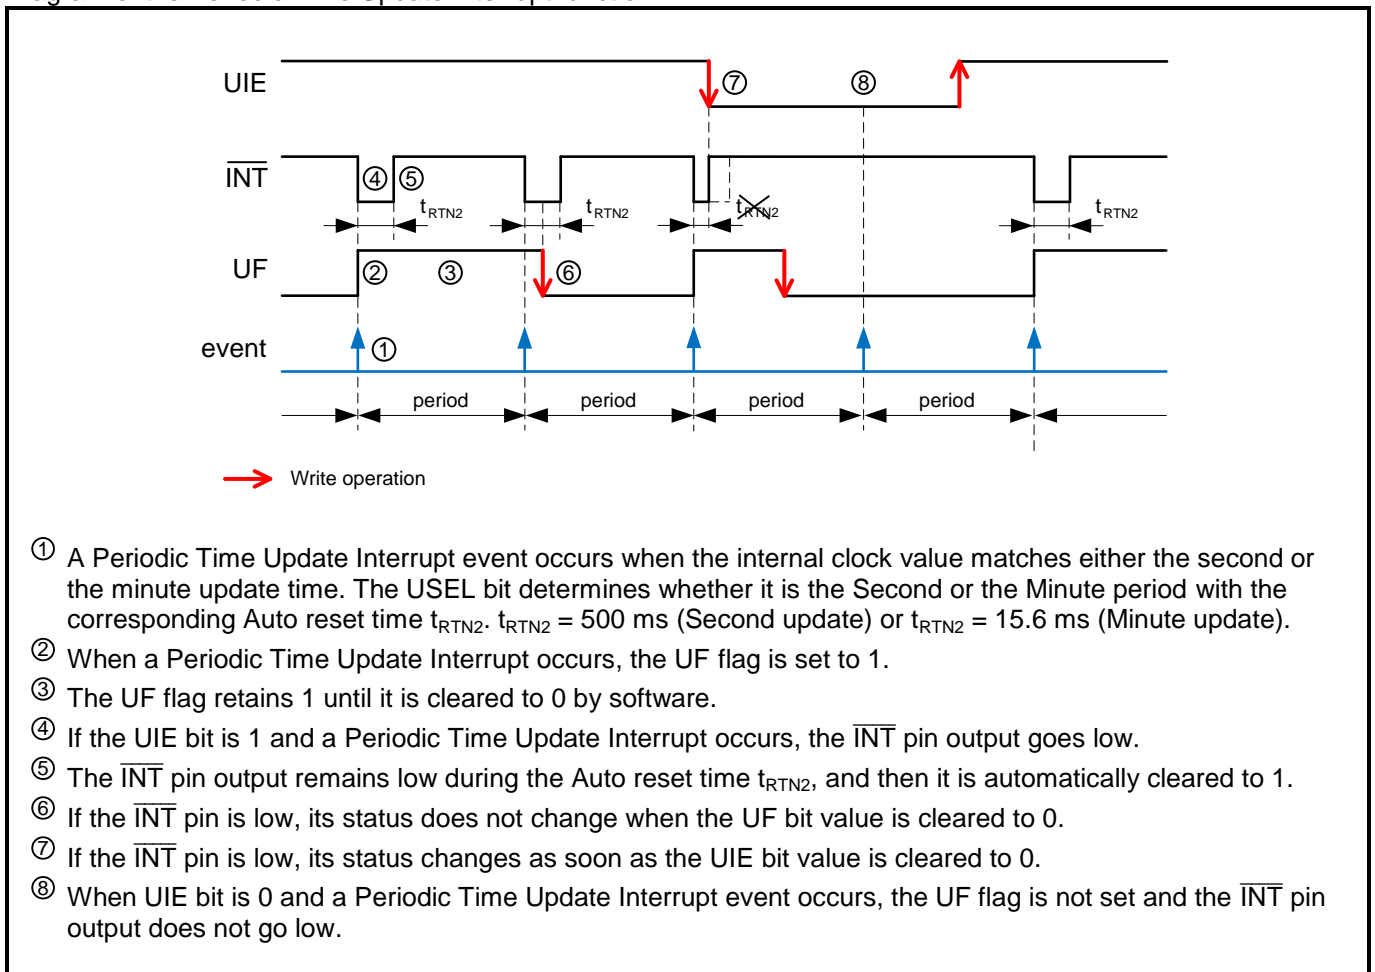 UIE
⑦
⑧
INT
④
⑤
tRTN2
tRTN2
tRTN2
tRTN2
UF
②
③
⑥
event
①
period
period
period
period
Write operation
① A Periodic Time Update Interrupt event occurs when the internal clock value matches either the second or
the minute update time. The USEL bit determines whether it is the Second or the Minute period with the
corresponding Auto reset time tRTN2. tRTN2 = 500 ms (Second update) or tRTN2 = 15.6 ms (Minute update).
② When a Periodic Time Update Interrupt occurs, the UF flag is set to 1.
③ The UF flag retains 1 until it is cleared to 0 by software.
④ If the UIE bit is 1 and a Periodic Time Update Interrupt occurs, the INT pin output goes low.
⑤ The INT pin output remains low during the Auto reset time tRTN2, and then it is automatically cleared to 1.
⑥ If the INT pin is low, its status does not change when the UF bit value is cleared to 0.
⑦ If the INT pin is low, its status changes as soon as the UIE bit value is cleared to 0.
⑧ When UIE bit is 0 and a Periodic Time Update Interrupt event occurs, the UF flag is not set and the INT pin
output does not go low.